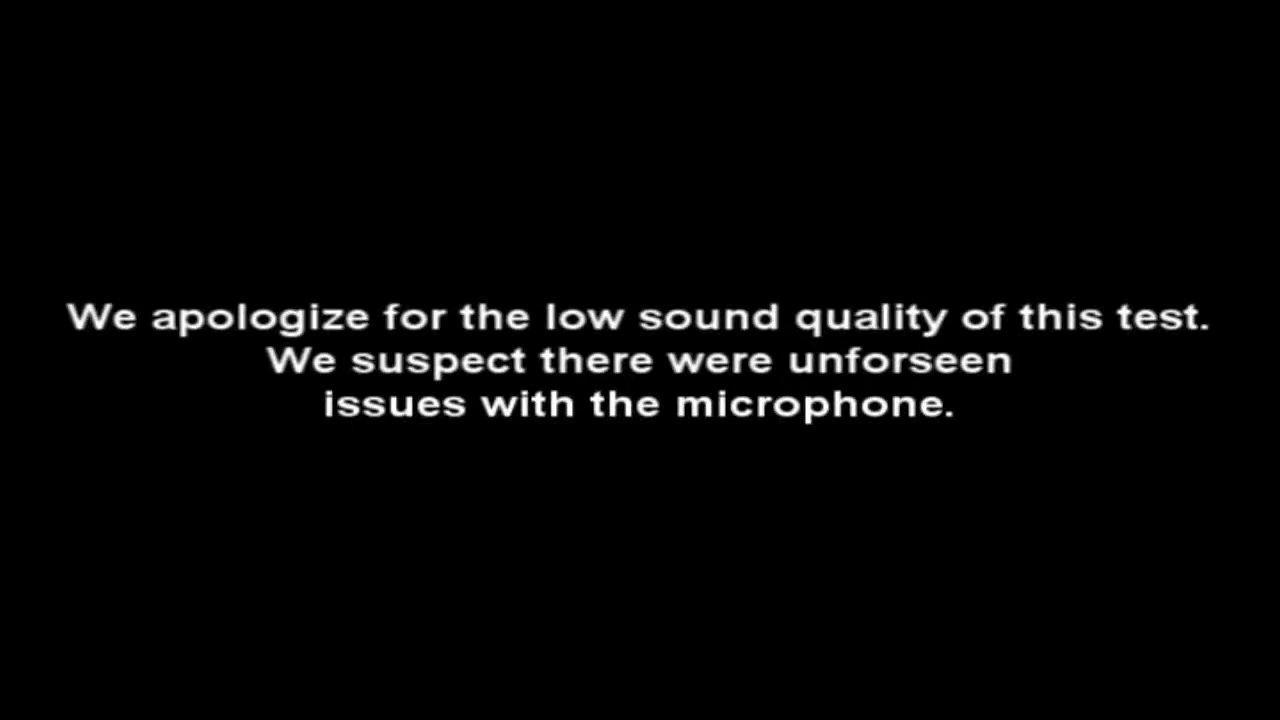 We apologize for the low sound quality of this test.
We suspect there were unforseen
issues with the microphone.